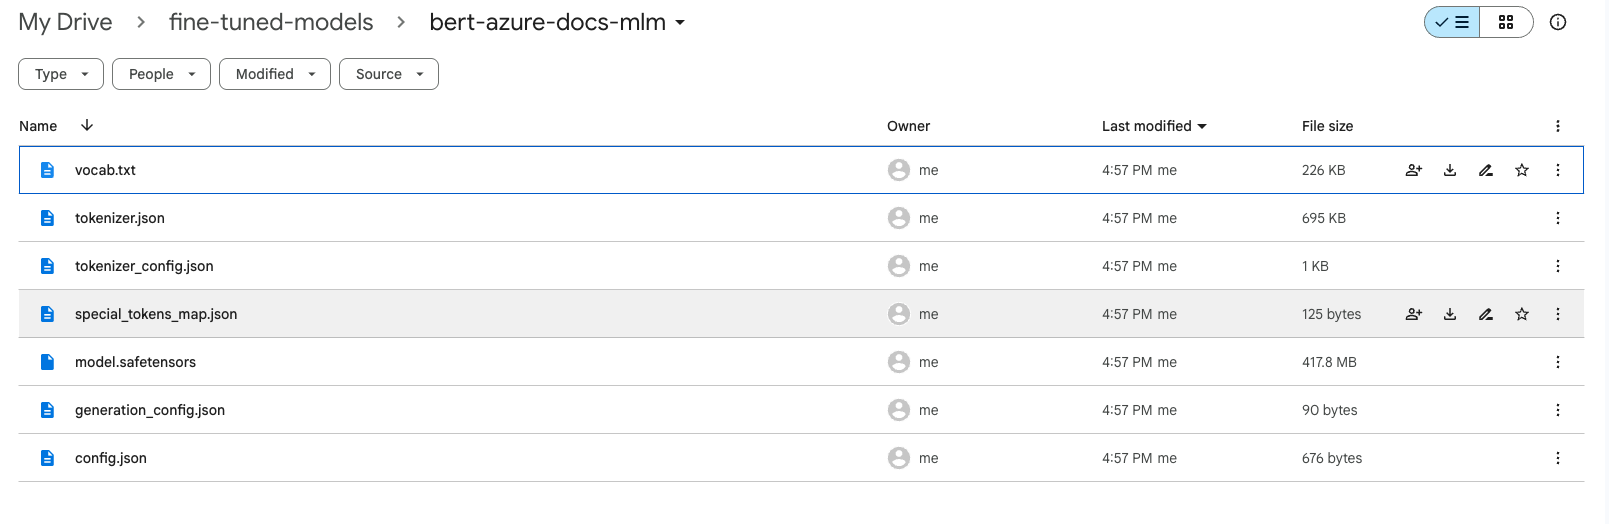 My Drive > fine-tuned-models > bert-azure-docs-mlm
Type People Modified Source
Name Owner Last modified File size
vocab.txt me 4:57 PM me 226 KB
tokenizer.json me 4:57 PM me 695 KB
tokenizer_config.json me 4:57 PM me 1 KB
special_tokens_map.json me 4:57 PM me 125 bytes
model.safetensors me 4:57 PM me 417.8 MB
generation_config.json me 4:57 PM me 90 bytes
config.json me 4:57 PM me 676 bytes